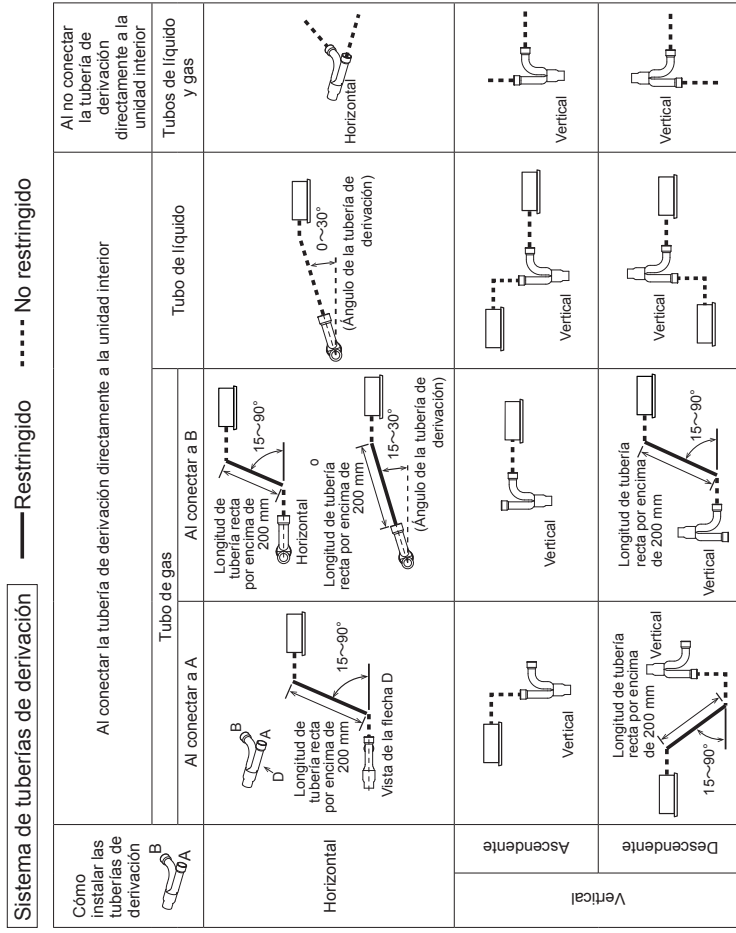 Sistema de tuberías de derivación
Restringido
No restringido
Cómo
instalar las
tuberías de
derivación
B
A
Al conectar la tubería de derivación directamente a la unidad interior
Al no conectar
la tubería de
derivación
directamente a la
unidad interior
Tubo de gas
Tubo de líquido
Tubos de líquido
y gas
Al conectar a A
Al conectar a B
Horizontal
B
A
D
Longitud de
tubería recta
por encima de
200 mm
15~90°
Vista de la flecha D
Longitud de
tubería recta
por encima de
200 mm
15~90°
Horizontal
o
Longitud de tubería
recta por encima de
200 mm
15~30°
(Ángulo de la tubería de
derivación)
0~30°
(Ángulo de la tubería de
derivación)
Horizontal
Vertical
Ascendente
Vertical
Vertical
Vertical
Vertical
Descendente
Longitud de tubería
recta por encima
de 200 mm
Vertical
15~90°
Longitud de tubería
recta por encima
de 200 mm
15~90°
Vertical
Vertical
Vertical